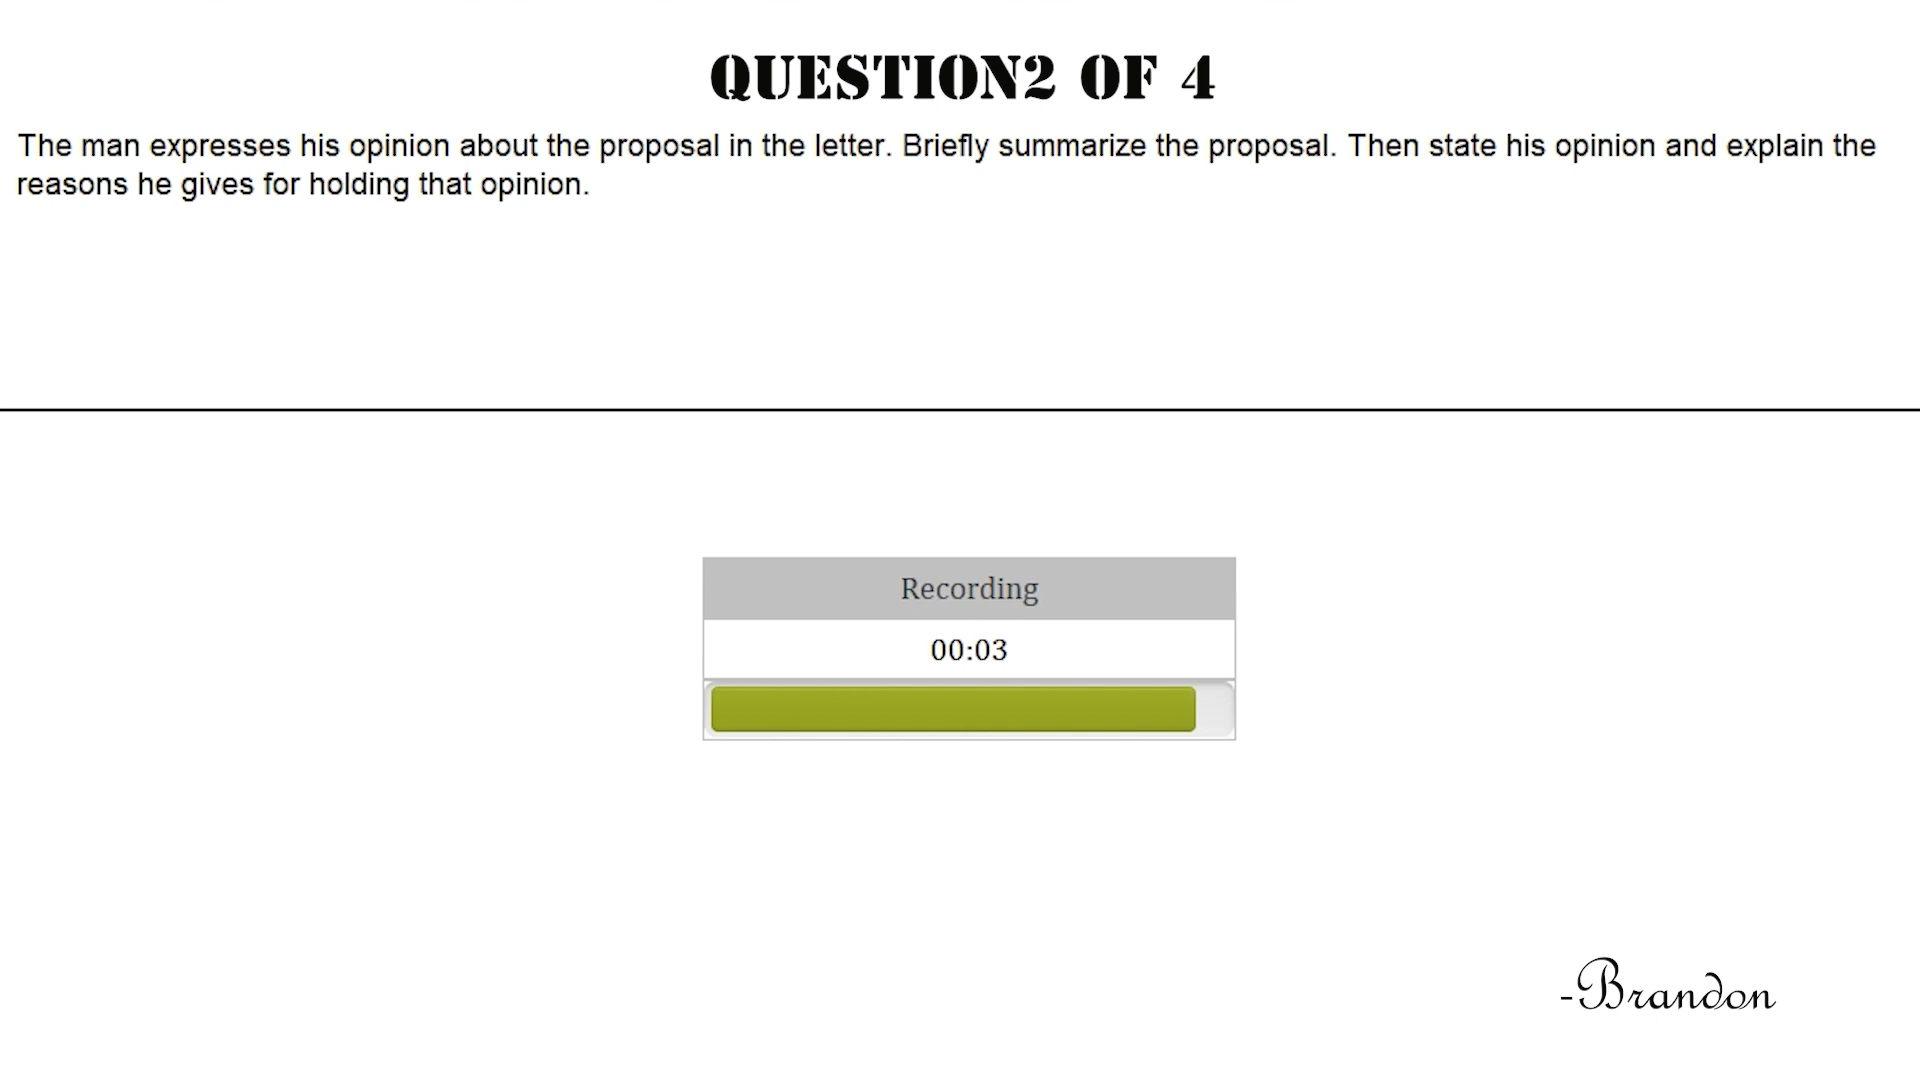 QUESTION2 OF 4
The man expresses his opinion about the proposal in the letter. Briefly summarize the proposal. Then state his opinion and explain the
reasons he gives for holding that opinion.
Recording
00:03
-Brandon